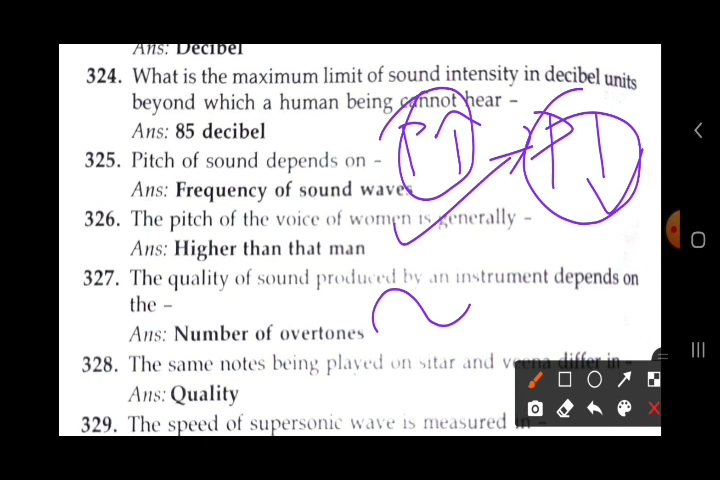 Ans: Decibel
324. What is the maximum limit of sound intensity in decibel units
beyond which a human being cannot hear –
Ans: 85 decibel
325. Pitch of sound depends on –
Ans: Frequency of sound waves
326. The pitch of the voice of women is generally –
Ans: Higher than that man
327. The quality of sound produced by an instrument depends on
the –
Ans: Number of overtones
328. The same notes being played on sitar and veena differ in –
Ans: Quality
329. The speed of supersonic wave is measured in –
P ↑
P ↓